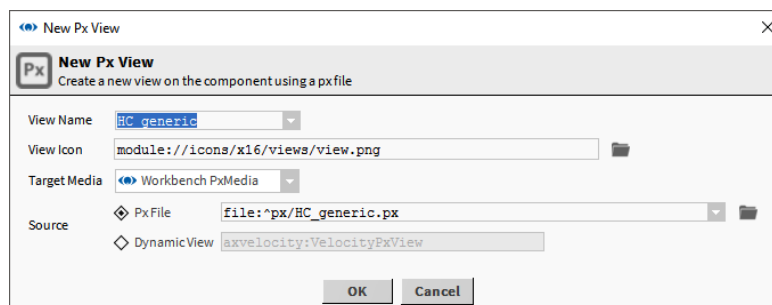 New Px View
Px
New Px View
Create a new view on the component using a px file
View Name HC_generic
View Icon module://icons/x16/views/view.png
Target Media Workbench PxMedia
Source
Px File file:^px/HC_generic.px
Dynamic View axvelocity:VelocityPxView
OK Cancel